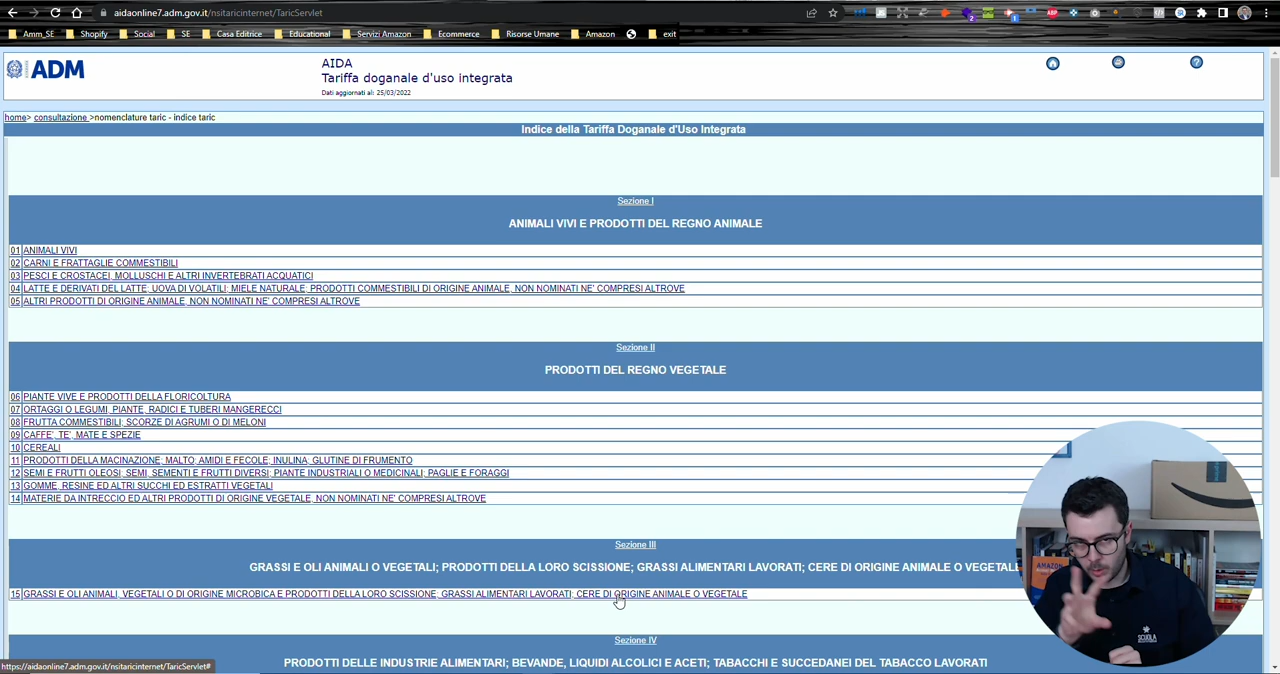 aidaonline7.adm.gov.it/nsitaricinternet/TaricServlet
Amm_SE Shopify Social SE Casa Editrice Educational Servizi Amazon Ecommerce Risorse Umane Amazon exit
ADM
AIDA
Tariffa doganale d'uso integrata
Dati aggiornati al: 25/03/2022
home> consultazione >nomenclature taric - indice taric
Indice della Tariffa Doganale d'Uso Integrata
Sezione I
ANIMALI VIVI E PRODOTTI DEL REGNO ANIMALE
01 ANIMALI VIVI
02 CARNI E FRATTAGLIE COMMESTIBILI
03 PESCI E CROSTACEI, MOLLUSCHI E ALTRI INVERTEBRATI ACQUATICI
04 LATTE E DERIVATI DEL LATTE; UOVA DI VOLATILI; MIELE NATURALE; PRODOTTI COMMESTIBILI DI ORIGINE ANIMALE, NON NOMINATI NE' COMPRESI ALTROVE
05 ALTRI PRODOTTI DI ORIGINE ANIMALE, NON NOMINATI NE' COMPRESI ALTROVE
Sezione II
PRODOTTI DEL REGNO VEGETALE
06 PIANTE VIVE E PRODOTTI DELLA FLORICOLTURA
07 ORTAGGI O LEGUMI, PIANTE, RADICI E TUBERI MANGERECCI
08 FRUTTA COMMESTIBILI; SCORZE DI AGRUMI O DI MELONI
09 CAFFE', TE', MATE E SPEZIE
10 CEREALI
11 PRODOTTI DELLA MACINAZIONE; MALTO; AMIDI E FECOLE; INULINA; GLUTINE DI FRUMENTO
12 SEMI E FRUTTI OLEOSI; SEMI, SEMENTI E FRUTTI DIVERSI; PIANTE INDUSTRIALI O MEDICINALI; PAGLIE E FORAGGI
13 GOMME, RESINE ED ALTRI SUCCHI ED ESTRATTI VEGETALI
14 MATERIE DA INTRECCIO ED ALTRI PRODOTTI DI ORIGINE VEGETALE, NON NOMINATI NE' COMPRESI ALTROVE
Sezione III
GRASSI E OLI ANIMALI O VEGETALI; PRODOTTI DELLA LORO SCISSIONE; GRASSI ALIMENTARI LAVORATI; CERE DI ORIGINE ANIMALE O VEGETALE
15 GRASSI E OLI ANIMALI, VEGETALI O DI ORIGINE MICROBICA E PRODOTTI DELLA LORO SCISSIONE; GRASSI ALIMENTARI LAVORATI; CERE DI ORIGINE ANIMALE O VEGETALE
Sezione IV
PRODOTTI DELLE INDUSTRIE ALIMENTARI; BEVANDE, LIQUIDI ALCOLICI E ACETI; TABACCHI E SUCCEDANEI DEL TABACCO LAVORATI
https://aidaonline7.adm.gov.it/nsitaricinternet/TaricServlet#
AMAZON
SCUOLA